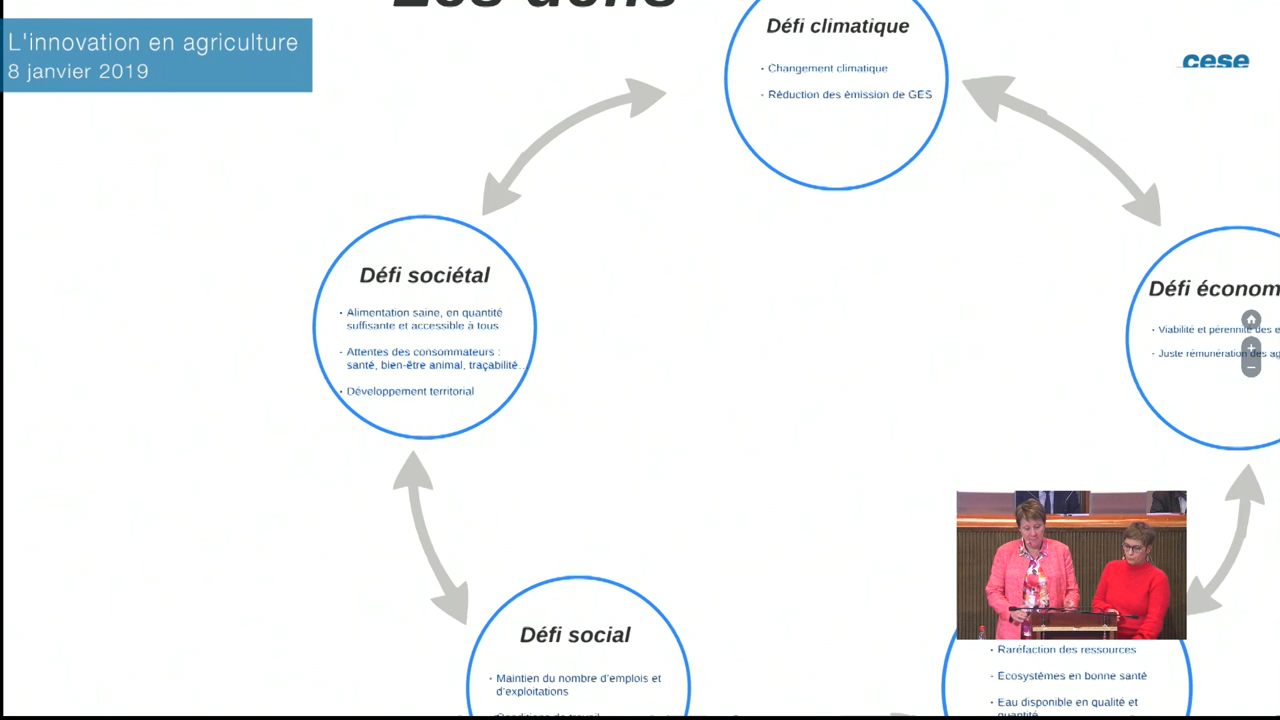 Les défis
L'innovation en agriculture
8 janvier 2019
cese
Défi climatique
· Changement climatique
· Réduction des émission de GES
Défi sociétal
· Alimentation saine, en quantité
suffisante et accessible à tous
· Attentes des consommateurs :
santé, bien-être animal, traçabilité...
· Développement territorial
Défi économ
· Viabilité et pérennité des e
· Juste rémunération des ag
Défi social
· Maintien du nombre d'emplois et
d'exploitations
· Conditions de travail
· Raréfaction des ressources
· Ecosystèmes en bonne santé
· Eau disponible en qualité et
quantité